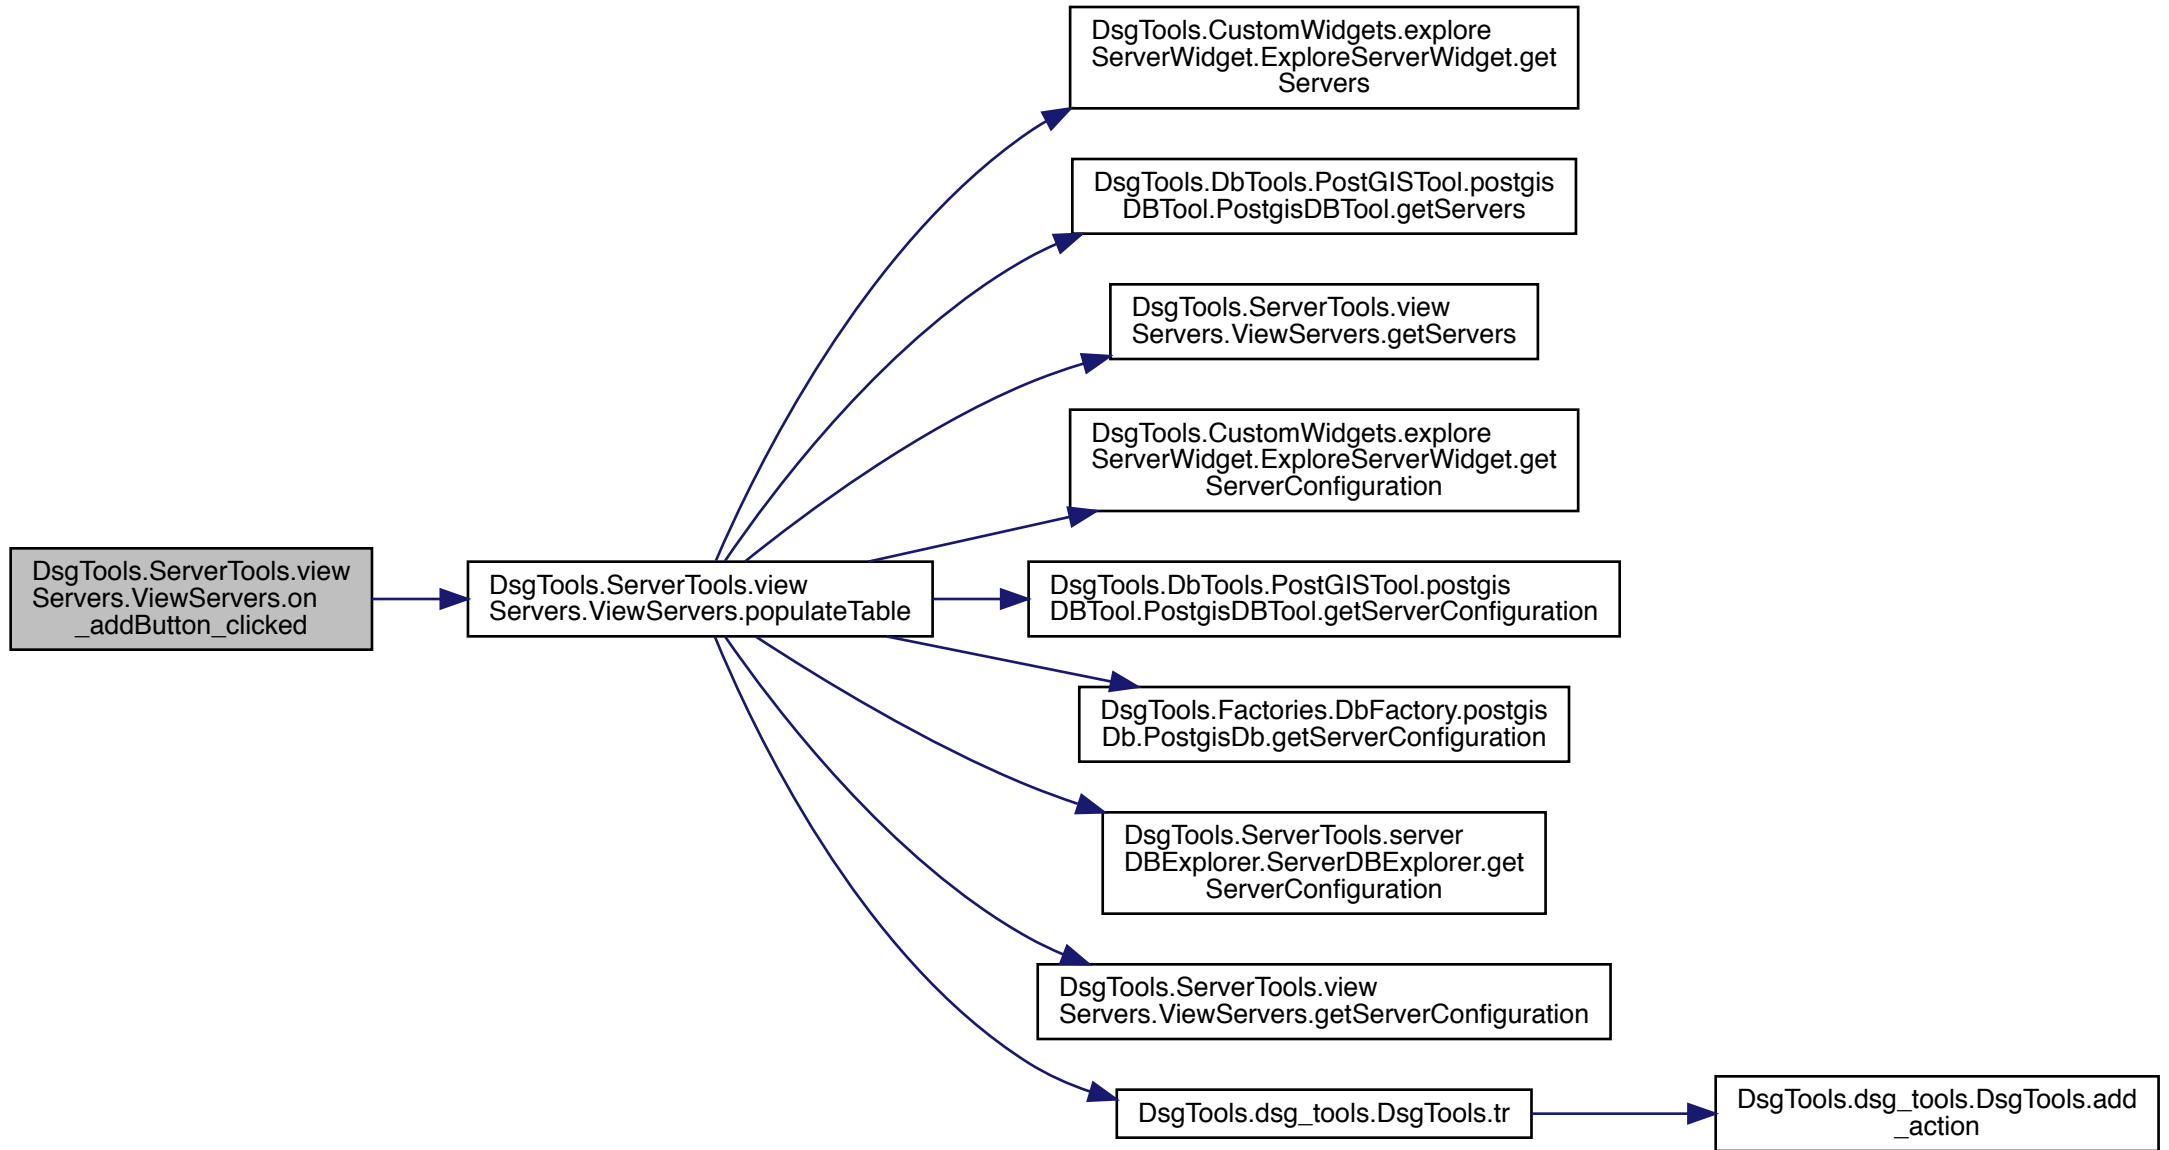 DsgTools.ServerTools.view
Servers.ViewServers.on
_addButton_clicked
DsgTools.ServerTools.view
Servers.ViewServers.populateTable
DsgTools.CustomWidgets.explore
ServerWidget.ExploreServerWidget.get
Servers
DsgTools.DbTools.PostGISTool.postgis
DBTool.PostgisDBTool.getServers
DsgTools.ServerTools.view
Servers.ViewServers.getServers
DsgTools.CustomWidgets.explore
ServerWidget.ExploreServerWidget.get
ServerConfiguration
DsgTools.DbTools.PostGISTool.postgis
DBTool.PostgisDBTool.getServerConfiguration
DsgTools.Factories.DbFactory.postgis
Db.PostgisDb.getServerConfiguration
DsgTools.ServerTools.server
DBExplorer.ServerDBExplorer.get
ServerConfiguration
DsgTools.ServerTools.view
Servers.ViewServers.getServerConfiguration
DsgTools.dsg_tools.DsgTools.tr
DsgTools.dsg_tools.DsgTools.add
_action